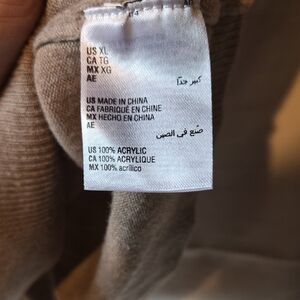 US XL
CA TG
MX XG
AE كبير جدًا
US MADE IN CHINA
CA FABRIQUÉ EN CHINE
MX HECHO EN CHINA
AE
صنع في الصين
US 100% ACRYLIC
CA 100% ACRYLIQUE
MX 100% acrílico